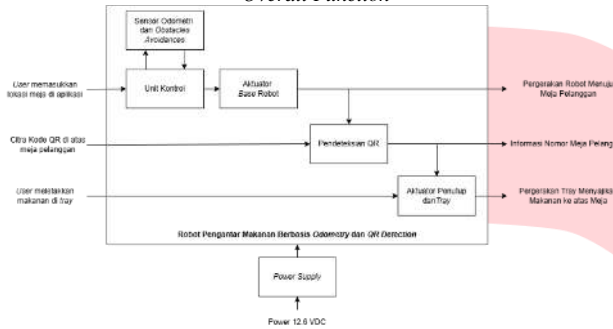 Overall Function
Sensor Odometri
dan Obstacles
Avoidances
User memasukkan
lokasi meja di aplikasi
Unit Kontrol
Aktuator
Base Robot
Pergerakan Robot Menuju
Meja Pelanggan
Citra Kode QR di atas
meja pelanggan
Pendeteksian QR
Informasi Nomor Meja Pelang
User meletakkan
makanan di tray
Aktuator Penutup
dan Tray
Pergerakan Tray Menyajika
Makanan ke atas Meja
Robot Pengantar Makanan Berbasis Odometry dan QR Detection
Power Supply
Power 12.6 VDC